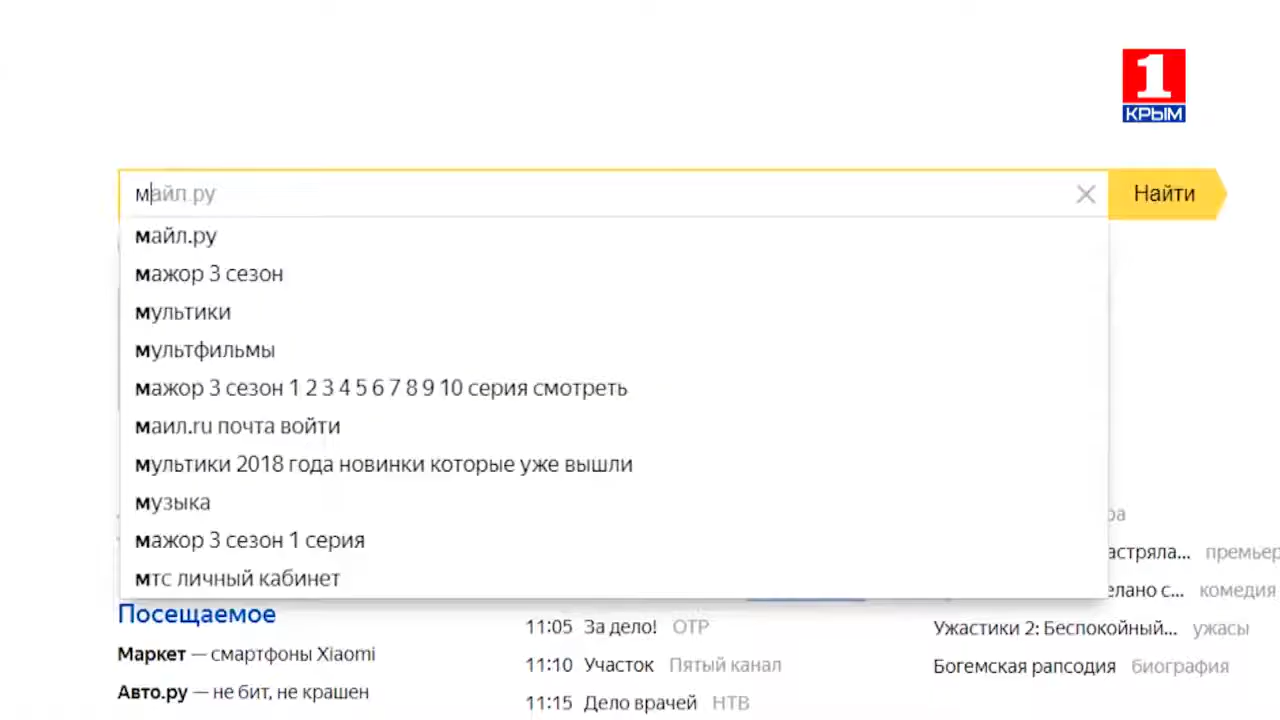 1
КРЫМ
майл.ру
Найти
майл.ру
мажор 3 сезон
мультики
мультфильмы
мажор 3 сезон 1 2 3 4 5 6 7 8 9 10 серия смотреть
маил.ru почта войти
мультики 2018 года новинки которые уже вышли
музыка
мажор 3 сезон 1 серия
мтс личный кабинет
Посещаемое
Маркет — смартфоны Xiaomi
Авто.ру — не бит, не крашен
11:05 За дело! ОТР
11:10 Участок Пятый канал
11:15 Дело врачей НТВ
астряла... премьер
елано с... комедия
Ужастики 2: Беспокойный... ужасы
Богемская рапсодия биография